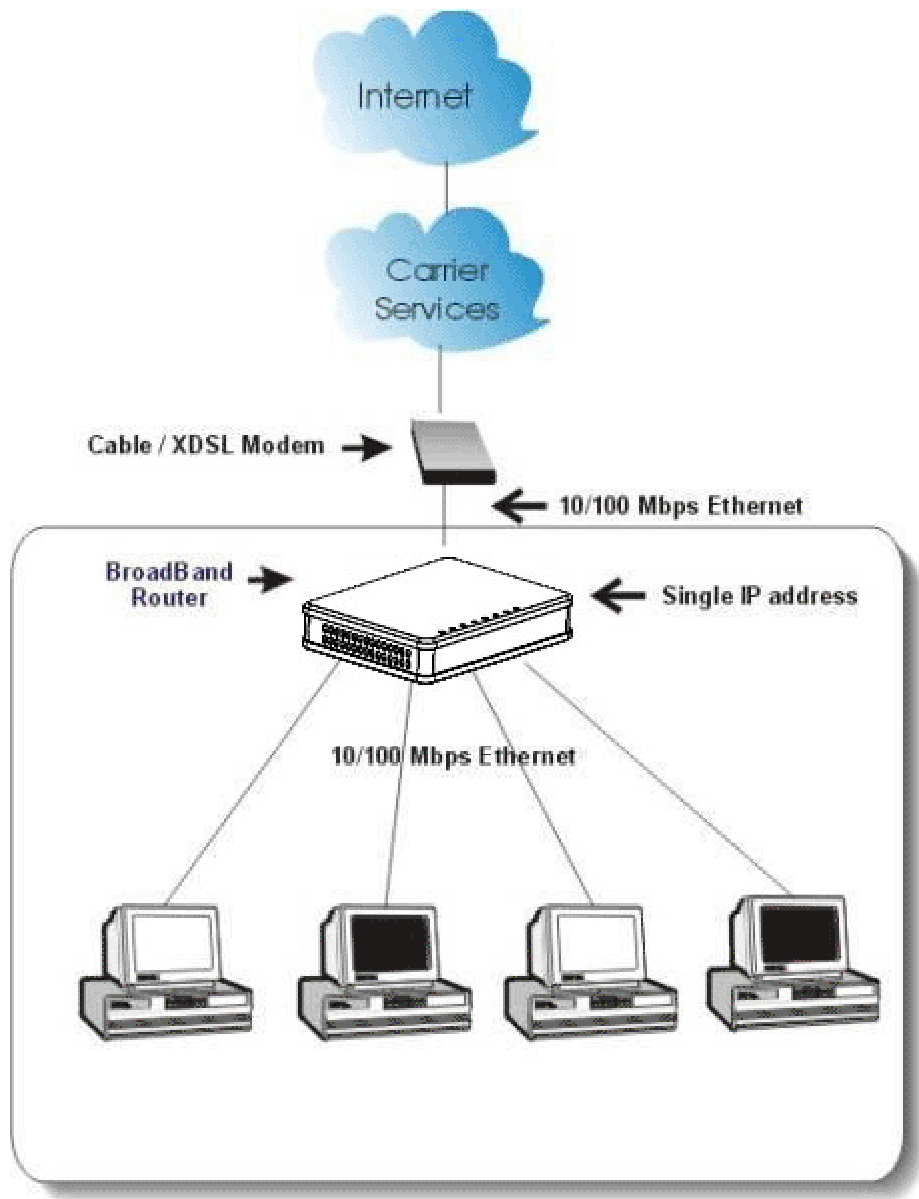 Internet
Carrier
Services
Cable / XDSL Modem
10/100 Mbps Ethernet
BroadBand
Router
Single IP address
10/100 Mbps Ethernet